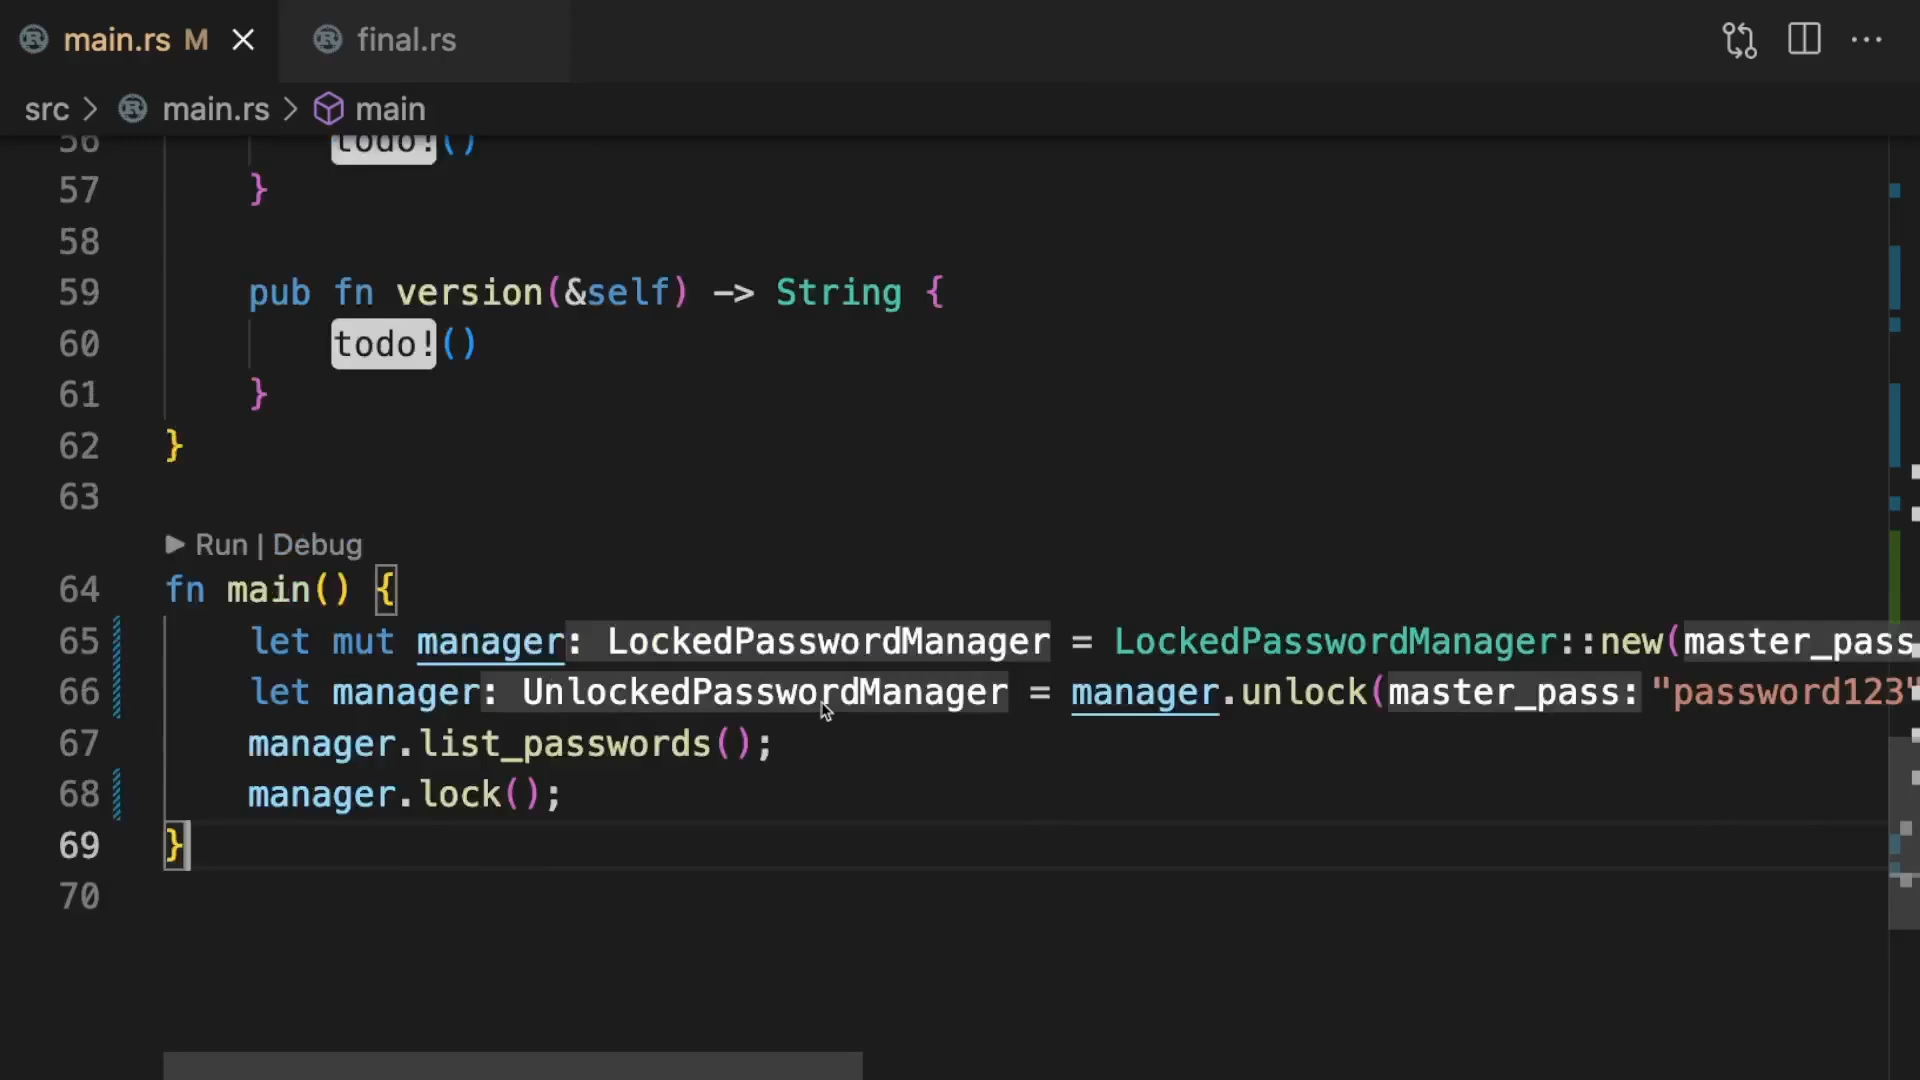 main.rs M
final.rs
src > main.rs > main
56 todo!()
57 }
58
59 pub fn version(&self) -> String {
60 todo!()
61 }
62 }
63
Run | Debug
64 fn main() {
65 let mut manager: LockedPasswordManager = LockedPasswordManager::new(master_pass
66 let manager: UnlockedPasswordManager = manager.unlock(master_pass: "password123"
67 manager.list_passwords();
68 manager.lock();
69 }
70